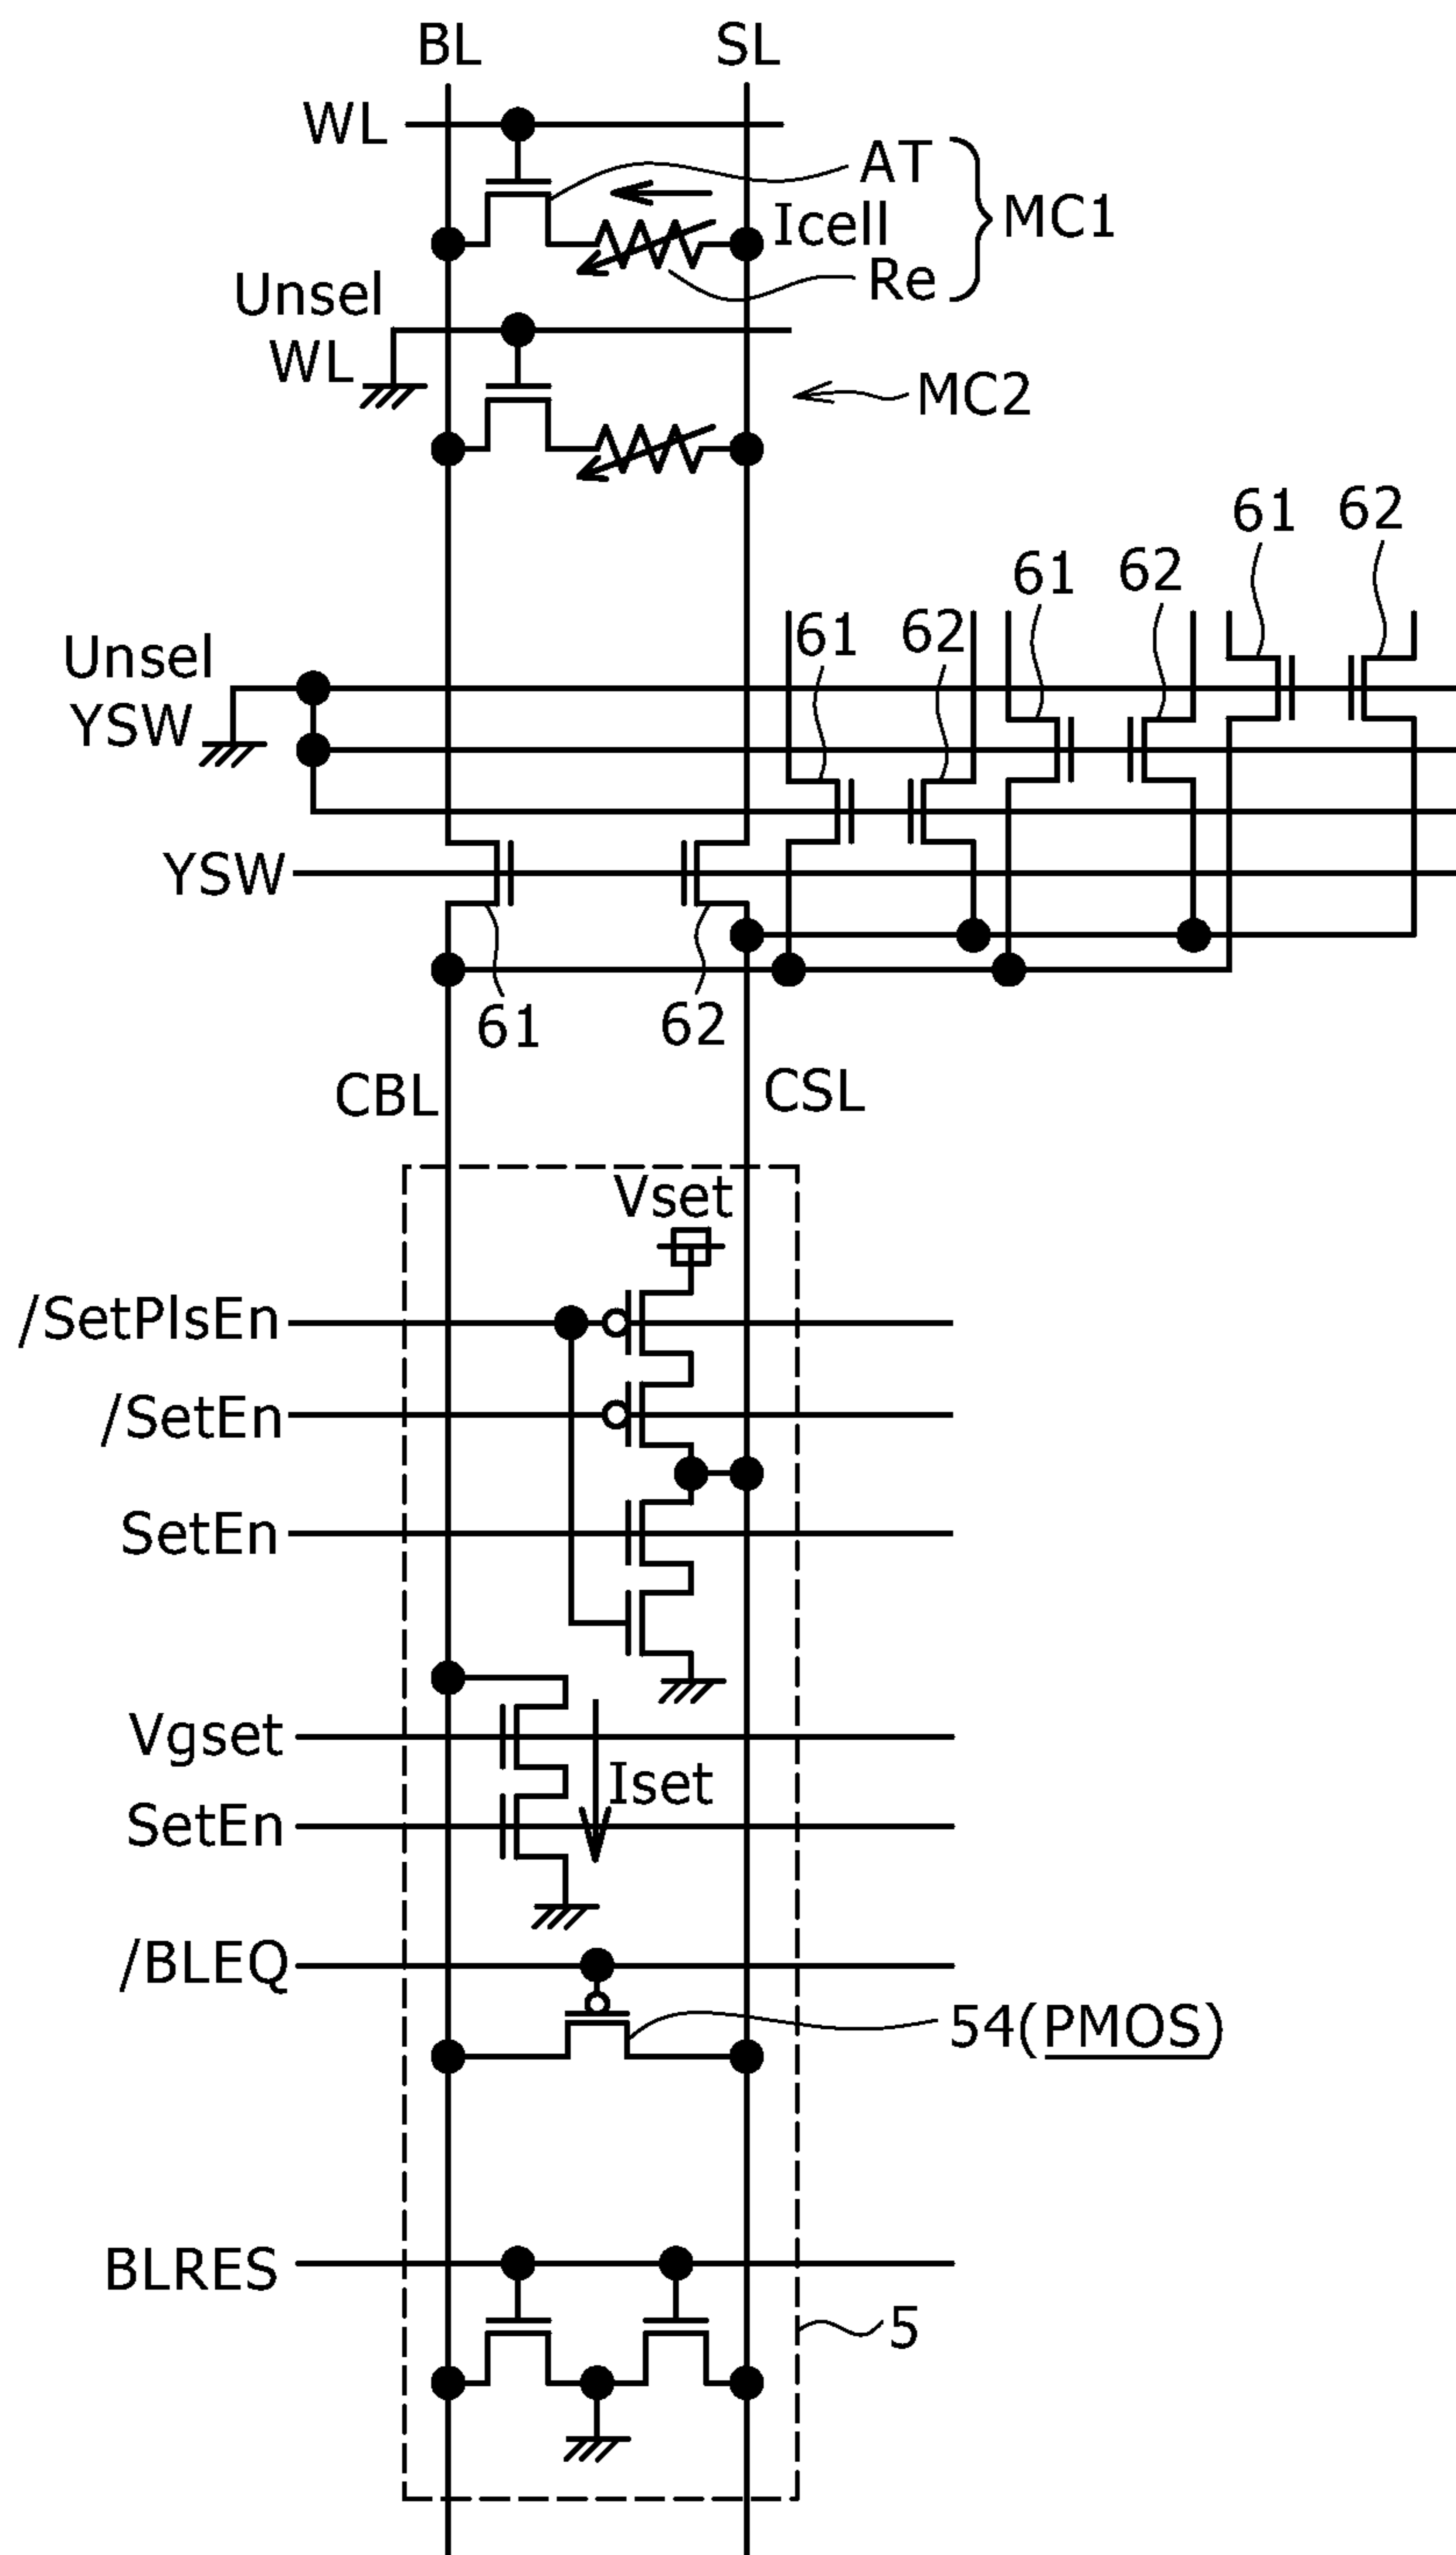 BL
SL
WL
AT
Icell
MC1
Re
Unsel
WL
MC2
61
62
61
62
61
62
Unsel
YSW
YSW
61
62
CBL
CSL
Vset
/SetPlsEn
/SetEn
SetEn
Vgset
Iset
SetEn
/BLEQ
54(PMOS)
BLRES
5